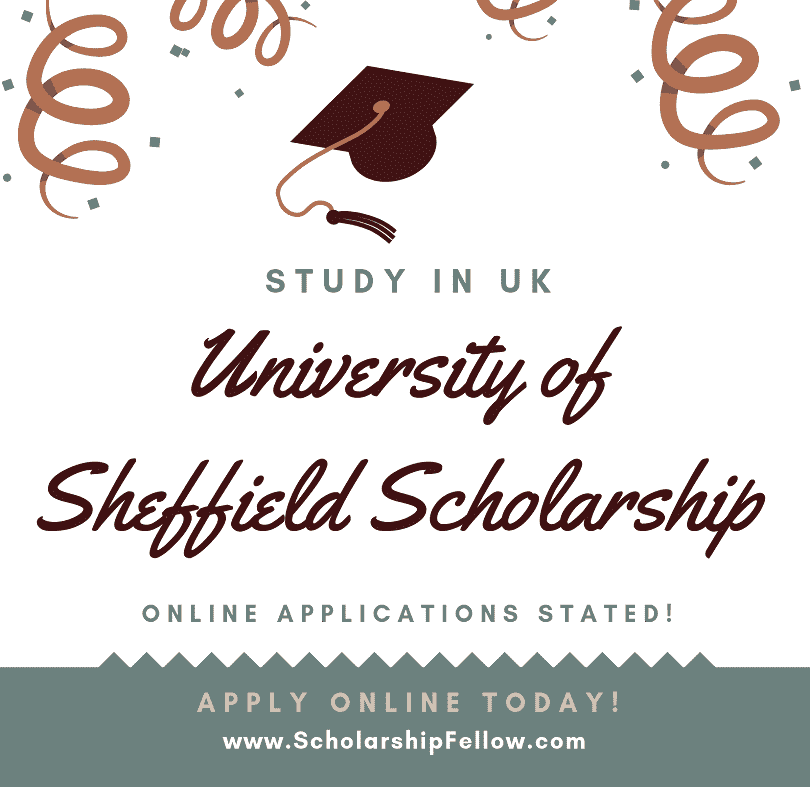 STUDY IN UK
University of
Sheffield Scholarship
ONLINE APPLICATIONS STATED!
APPLY ONLINE TODAY!
www.ScholarshipFellow.com